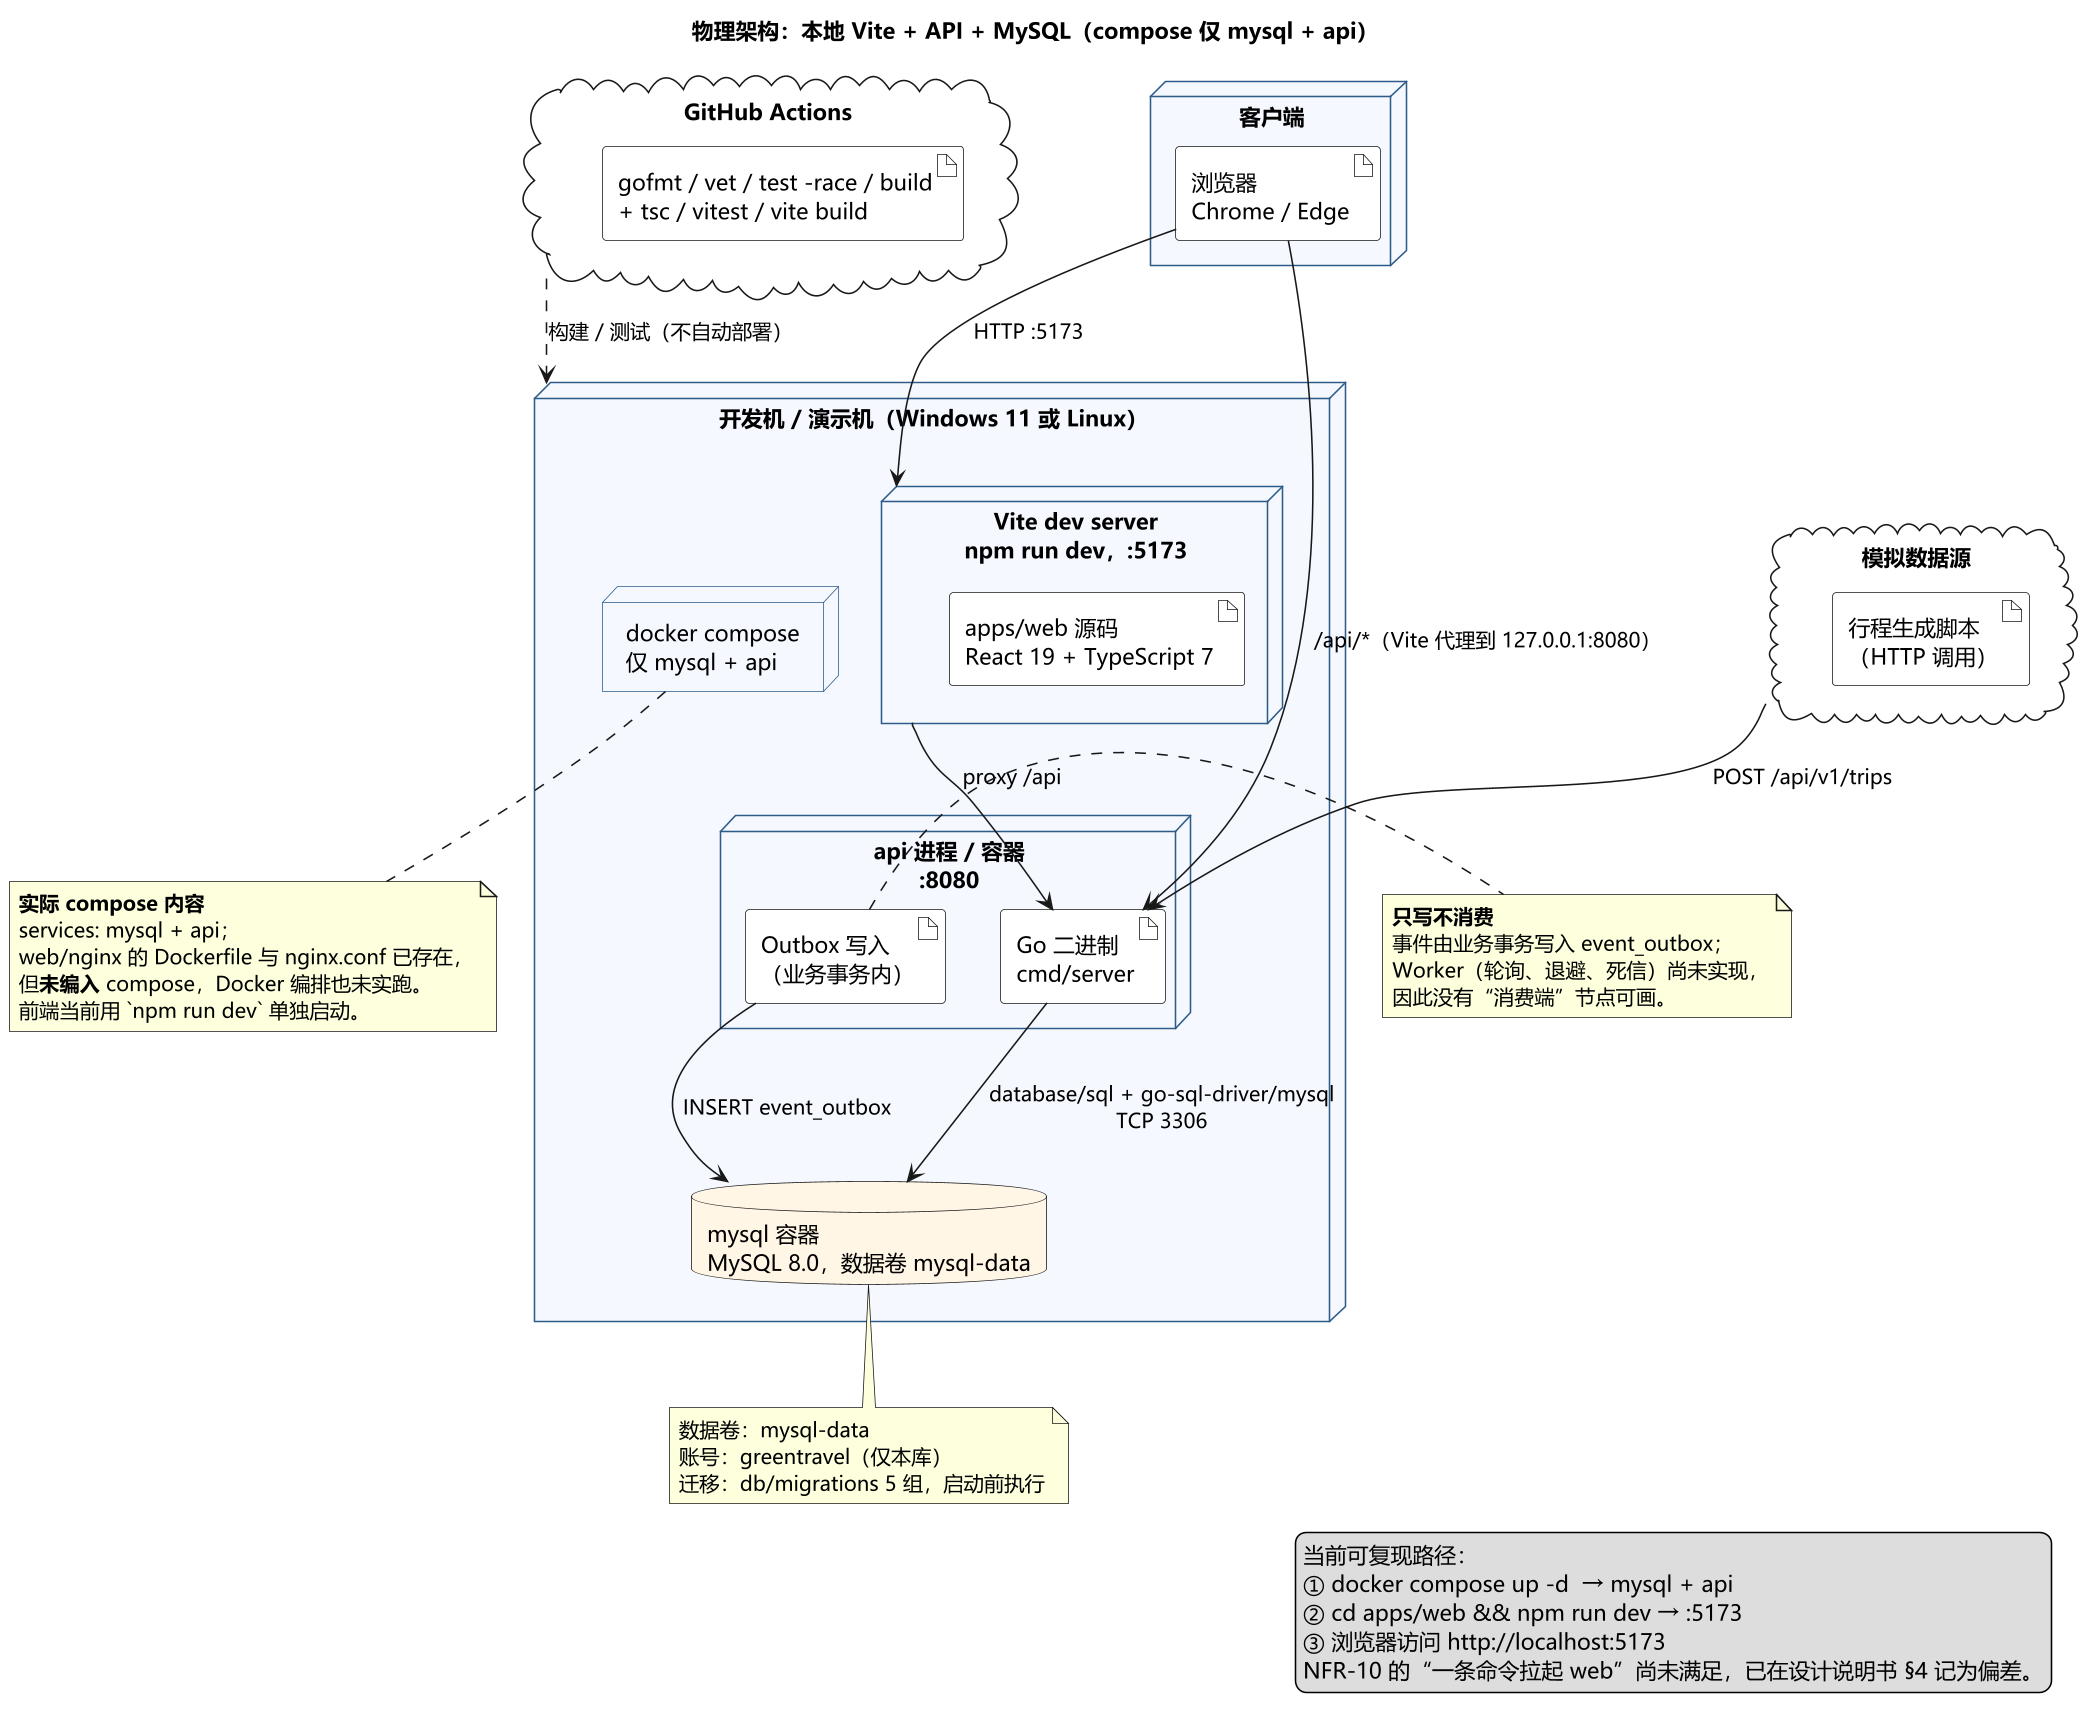 物理架构：本地 Vite + API + MySQL（compose 仅 mysql + api）
GitHub Actions
gofmt / vet / test -race / build
+ tsc / vitest / vite build
客户端
浏览器
Chrome / Edge
构建 / 测试（不自动部署）
HTTP :5173
开发机 / 演示机（Windows 11 或 Linux）
Vite dev server
npm run dev，:5173
apps/web 源码
React 19 + TypeScript 7
docker compose
仅 mysql + api
/api/*（Vite 代理到 127.0.0.1:8080）
模拟数据源
行程生成脚本
（HTTP 调用）
proxy /api
POST /api/v1/trips
api 进程 / 容器
:8080
Outbox 写入
（业务事务内）
Go 二进制
cmd/server
实际 compose 内容
services: mysql + api；
web/nginx 的 Dockerfile 与 nginx.conf 已存在，
但未编入 compose，Docker 编排也未实跑。
前端当前用 `npm run dev` 单独启动。
只写不消费
事件由业务事务写入 event_outbox；
Worker（轮询、退避、死信）尚未实现，
因此没有“消费端”节点可画。
INSERT event_outbox
database/sql + go-sql-driver/mysql
TCP 3306
mysql 容器
MySQL 8.0，数据卷 mysql-data
数据卷：mysql-data
账号：greentravel（仅本库）
迁移：db/migrations 5 组，启动前执行
当前可复现路径：
① docker compose up -d → mysql + api
② cd apps/web && npm run dev → :5173
③ 浏览器访问 http://localhost:5173
NFR-10 的“一条命令拉起 web”尚未满足，已在设计说明书 §4 记为偏差。